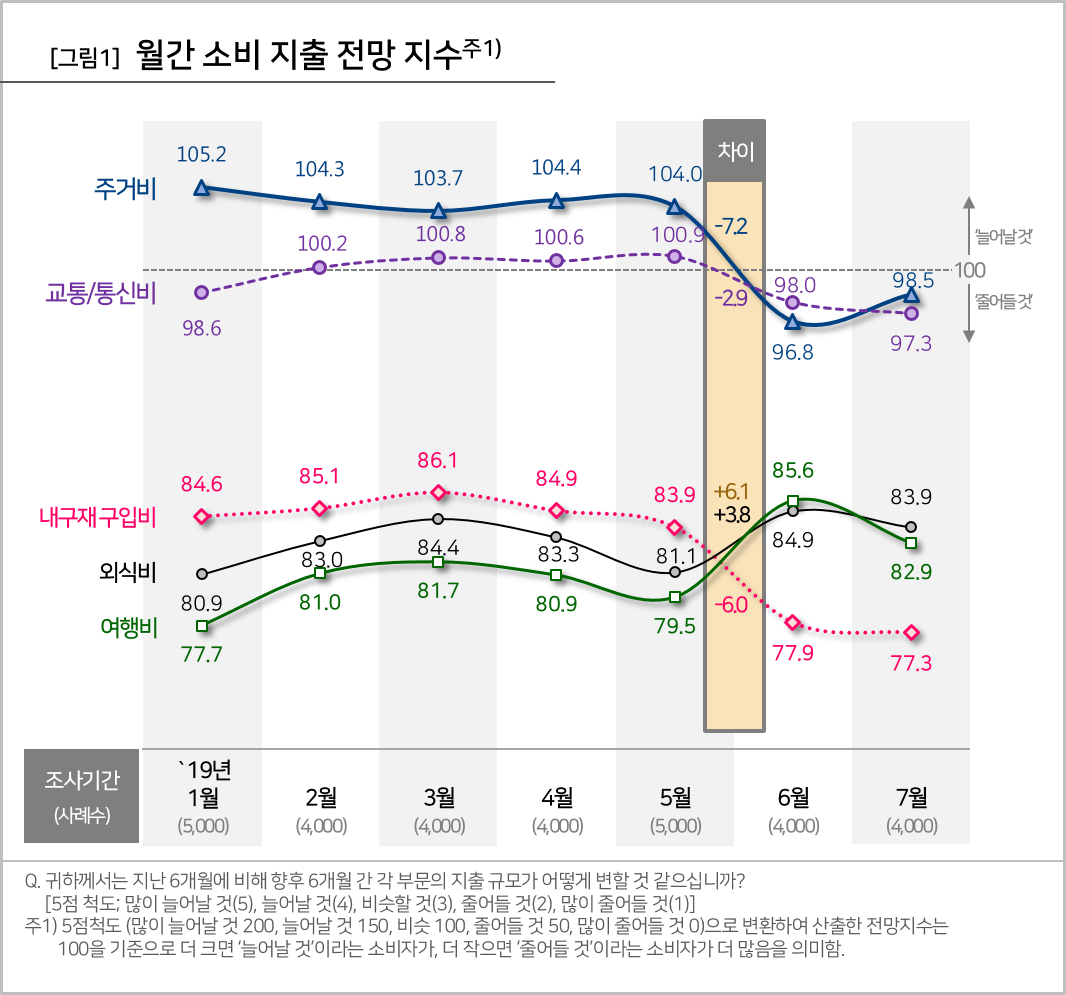 [그림1] 월간 소비 지출 전망 지수주1)
차이
105.2
104.3
103.7
104.4
104.0
주거비
-7.2
100.2
100.8
100.6
100.9
'늘어날 것'
100
교통/통신비
98.6
-2.9
98.0
98.5
'줄어들 것'
96.8
97.3
84.6
85.1
86.1
84.9
83.9
+6.1
85.6
83.9
내구재 구입비
+3.8
83.0
84.4
83.3
81.1
84.9
외식비
80.9
81.0
81.7
80.9
79.5
-6.0
82.9
여행비
77.7
77.9
77.3
조사기간
(사례수)
`19년
1월
2월
3월
4월
5월
6월
7월
(5,000)
(4,000)
(4,000)
(4,000)
(5,000)
(4,000)
(4,000)
Q. 귀하께서는 지난 6개월에 비해 향후 6개월 간 각 부문의 지출 규모가 어떻게 변할 것 같으십니까?
[5점 척도; 많이 늘어날 것(5), 늘어날 것(4), 비슷할 것(3), 줄어들 것(2), 많이 줄어들 것(1)]
주1) 5점척도 (많이 늘어날 것 200, 늘어날 것 150, 비슷 100, 줄어들 것 50, 많이 줄어들 것 0)으로 변환하여 산출한 전망지수는
100을 기준으로 더 크면 '늘어날 것'이라는 소비자가, 더 작으면 '줄어들 것'이라는 소비자가 더 많음을 의미함.